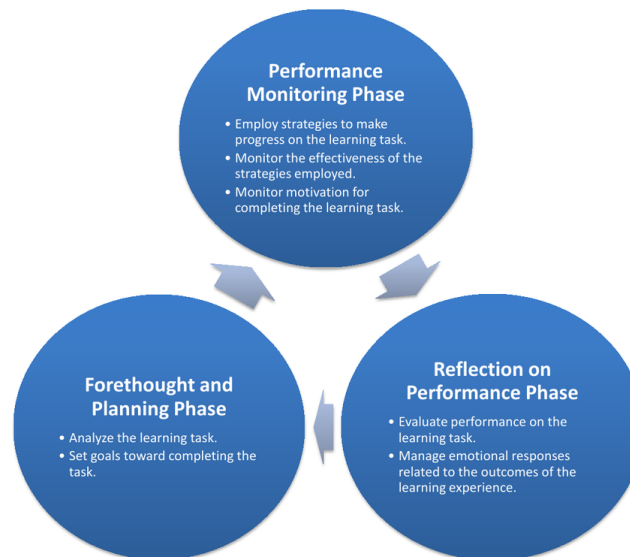 Performance
Monitoring Phase
• Employ strategies to make
progress on the learning task.
• Monitor the effectiveness of the
strategies employed.
• Monitor motivation for
completing the learning task.
Forethought and
Planning Phase
• Analyze the learning task.
• Set goals toward completing the
task.
Reflection on
Performance Phase
• Evaluate performance on the
learning task.
• Manage emotional responses
related to the outcomes of the
learning experience.